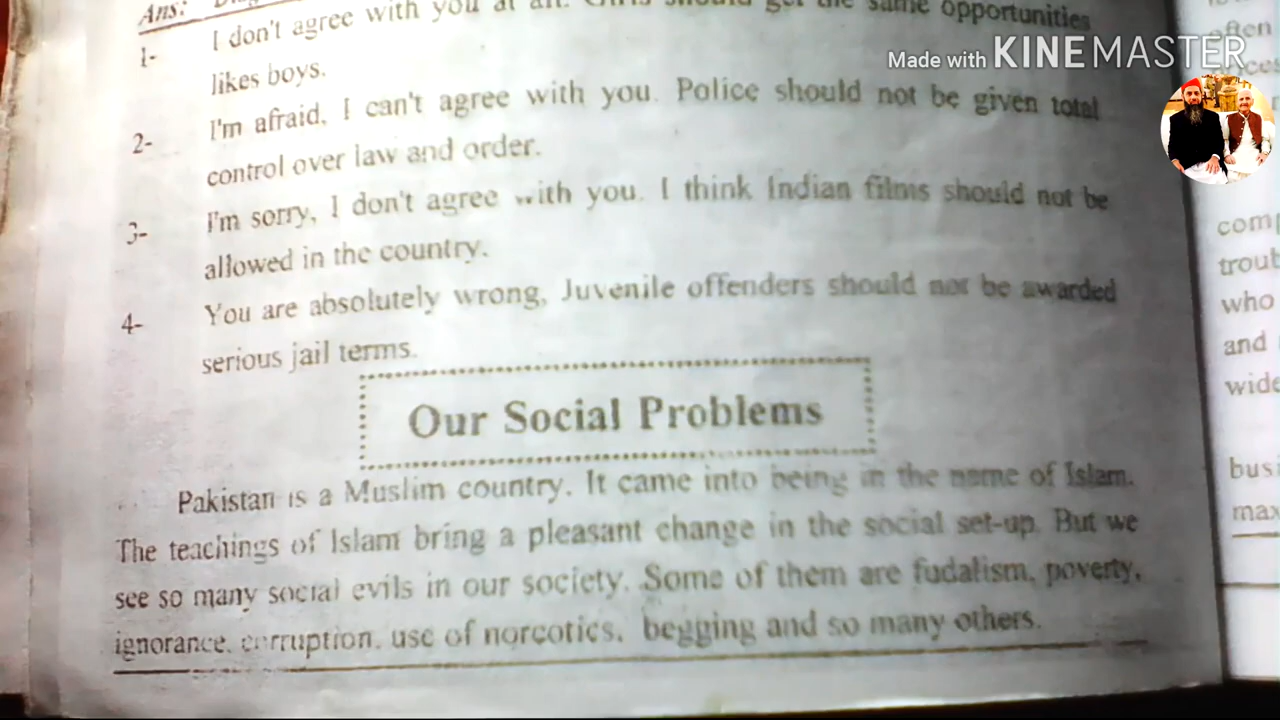 Ans:
1- I don't agree with you at all. Girls should get the same opportunities
likes boys.
2- I'm afraid, I can't agree with you. Police should not be given total
control over law and order.
3- I'm sorry, I don't agree with you. I think Indian films should not be
allowed in the country.
4- You are absolutely wrong, Juvenile offenders should not be awarded
serious jail terms.
Our Social Problems
Pakistan is a Muslim country. It came into being in the name of Islam.
The teachings of Islam bring a pleasant change in the social set-up. But we
see so many social evils in our society. Some of them are fudalism, poverty,
ignorance, corruption, use of norcotics, begging and so many others.
Made with KINEMASTER
often
who
and
wide